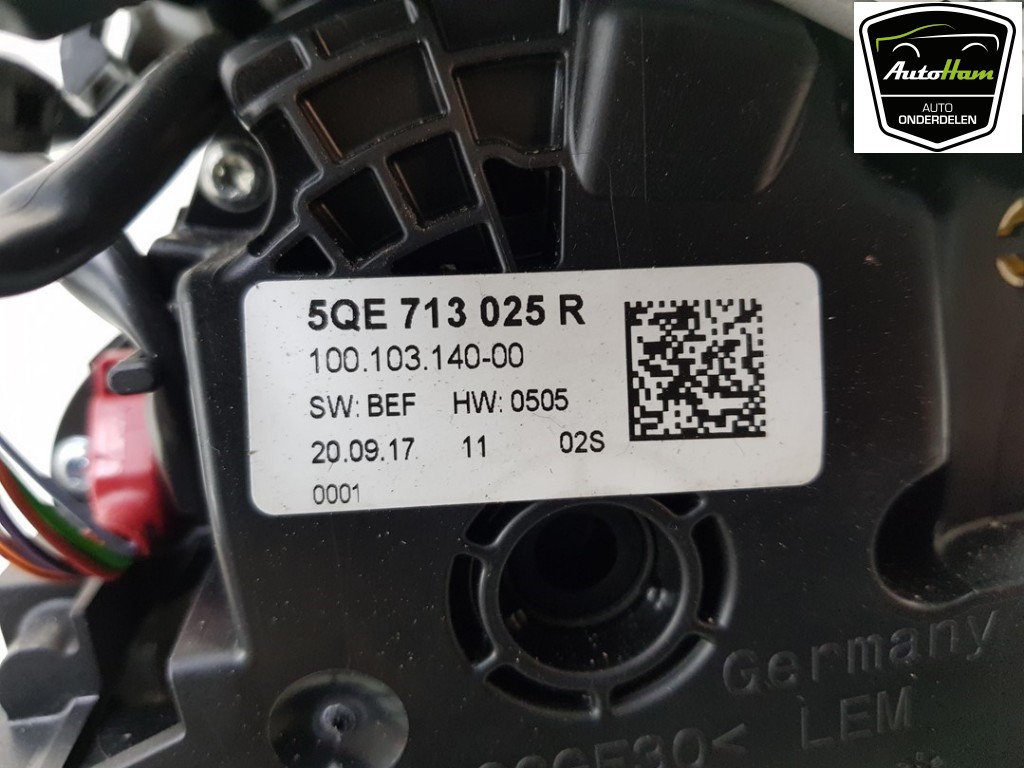 AutoHam
AUTO
ONDERDELEN
5QE 713 025 R
100.103.140-00
SW: BEF HW: 0505
20.09.17 11 02S
0001
Germany
LEM